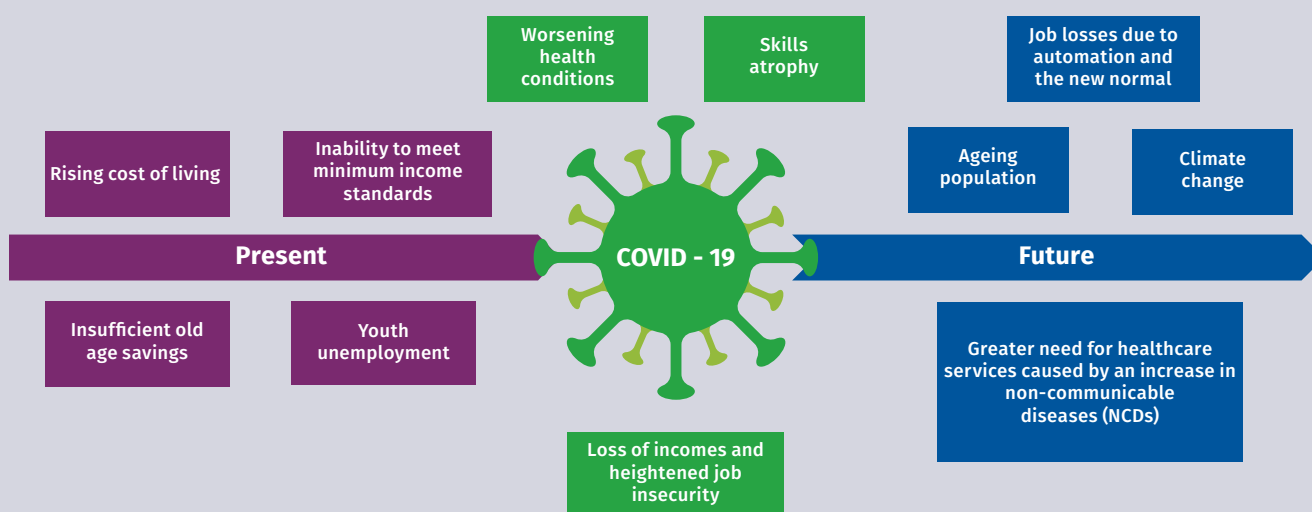 Worsening
health
conditions
Skills
atrophy
Job losses due to
automation and
the new normal
Rising cost of living
Inability to meet
minimum income
standards
Ageing
population
Climate
change
Present
COVID - 19
Future
Insufficient old
age savings
Youth
unemployment
Greater need for healthcare
services caused by an increase in
non-communicable
diseases (NCDs)
Loss of incomes and
heightened job
insecurity